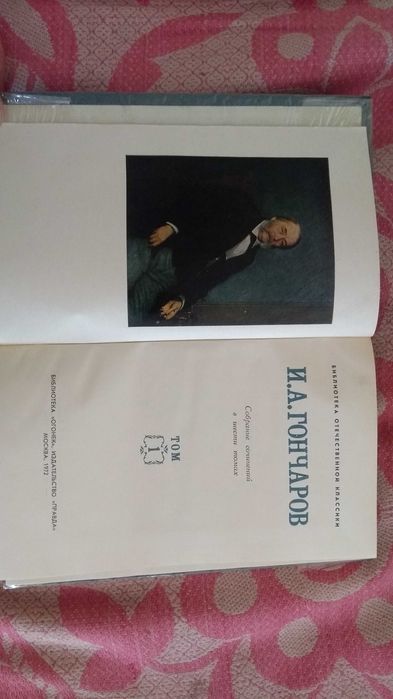 БИБЛИОТЕКА ОТЕЧЕСТВЕННОЙ КЛАССИКИ
И.А.ГОНЧАРОВ
Собрание сочинений
в шести томах
ТОМ
1
БИБЛИОТЕКА «ОГОНЕК», ИЗДАТЕЛЬСТВО «ПРАВДА»
МОСКВА. 1972